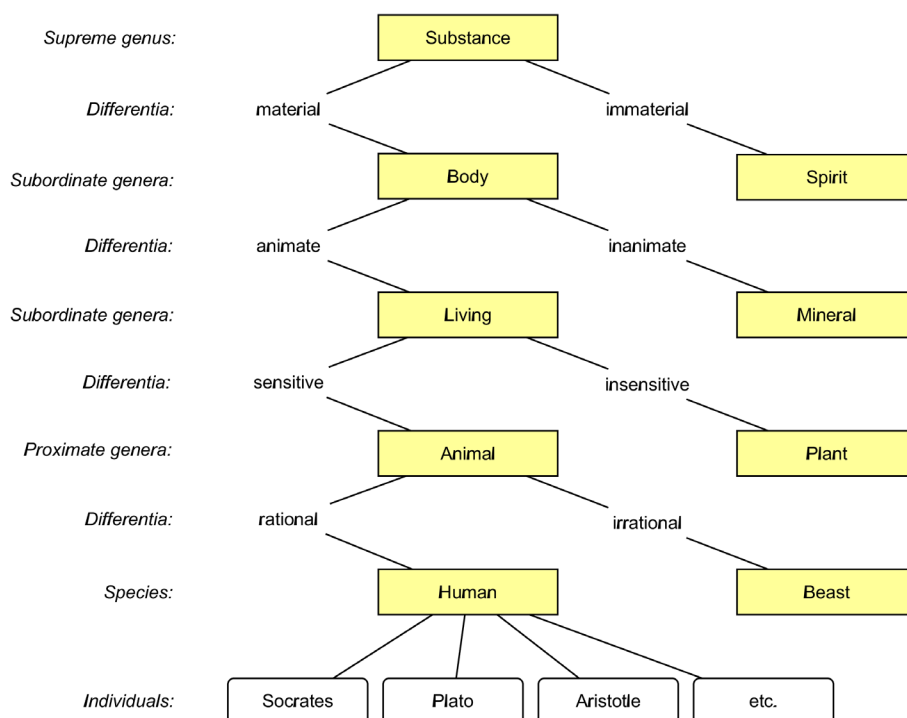 Supreme genus: Substance
Differentia: material immaterial
Subordinate genera: Body Spirit
Differentia: animate inanimate
Subordinate genera: Living Mineral
Differentia: sensitive insensitive
Proximate genera: Animal Plant
Differentia: rational irrational
Species: Human Beast
Individuals: Socrates Plato Aristotle etc.